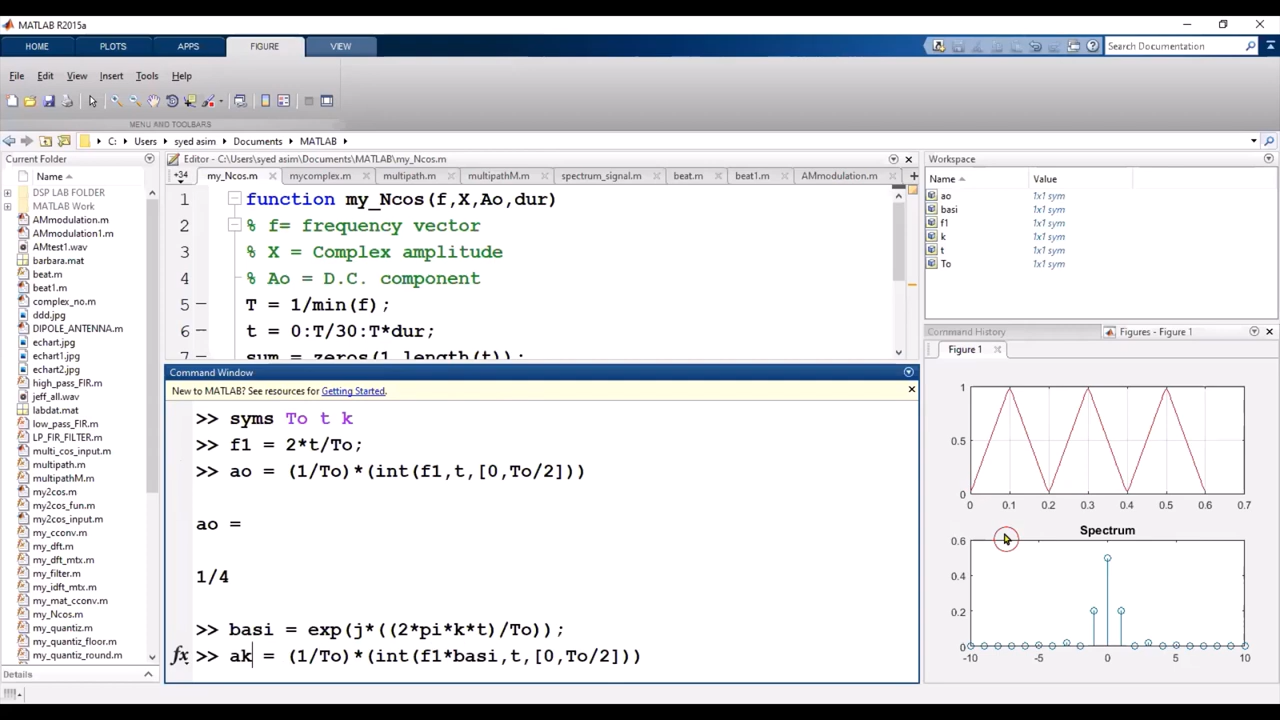 MATLAB R2015a
HOME PLOTS APPS FIGURE VIEW
Search Documentation
File Edit View Insert Tools Help
MENU AND TOOLBARS
C: Users syed asim Documents MATLAB
Current Folder
Name
DSP LAB FOLDER
MATLAB Work
AMmodulation.m
AMmodulation1.m
AMtest1.wav
barbara.mat
beat.m
beat1.m
complex_no.m
ddd.jpg
DIPOLE_ANTENNA.m
echart.jpg
echart1.jpg
echart2.jpg
high_pass_FIR.m
jeff_all.wav
labdat.mat
low_pass_FIR.m
LP_FIR_FILTER.m
multi_cos_input.m
multipath.m
multipathM.m
my2cos.m
my2cos_fun.m
my2cos_input.m
my_cconv.m
my_dft.m
my_dft_mtx.m
my_filter.m
my_idft_mtx.m
my_mat_cconv.m
my_Ncos.m
my_quantiz.m
my_quantiz_floor.m
my_quantiz_round.m
Details
Editor - C:\Users\syed asim\Documents\MATLAB\my_Ncos.m
+34 my_Ncos.m mycomplex.m multipath.m multipathM.m spectrum_signal.m beat.m beat1.m AMmodulation.m
1 function my_Ncos(f,X,Ao,dur)
2 % f= frequency vector
3 % X = Complex amplitude
4 % Ao = D.C. component
5 T = 1/min(f);
6 t = 0:T/30:T*dur;
7 sum = zeros(1,length(t));
Command Window
New to MATLAB? See resources for Getting Started.
>> syms To t k
>> f1 = 2*t/To;
>> ao = (1/To)*(int(f1,t,[0,To/2]))
ao =
1/4
>> basi = exp(j*((2*pi*k*t)/To));
fx >> ak = (1/To)*(int(f1*basi,t,[0,To/2]))
Workspace
Name Value
ao 1x1 sym
basi 1x1 sym
f1 1x1 sym
k 1x1 sym
t 1x1 sym
To 1x1 sym
Command History Figures - Figure 1
Figure 1
1
0.5
0
0 0.1 0.2 0.3 0.4 0.5 0.6 0.7
Spectrum
0.6
0.4
0.2
0
-10 -5 0 5 10